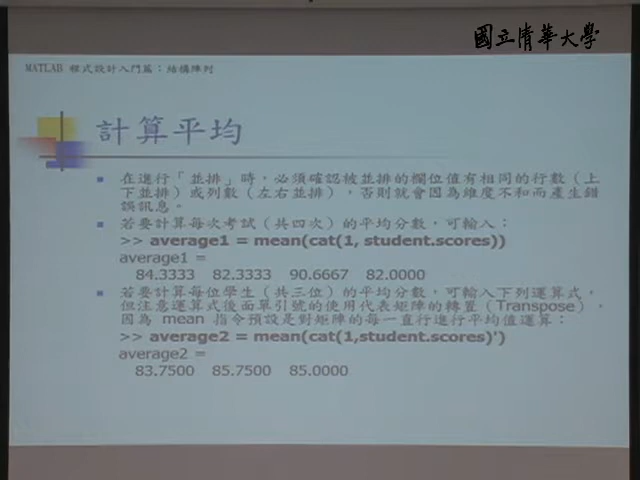 國立清華大學
MATLAB 程式設計入門篇：結構陣列
計算平均
在進行「並排」時，必須確認被並排的欄位值有相同的行數（上
下並排）或列數（左右並排），否則就會因為維度不和而產生錯
誤訊息。
若要計算每次考試（共四次）的平均分數，可輸入：
>> average1 = mean(cat(1, student.scores))
average1 =
84.3333 82.3333 90.6667 82.0000
若要計算每位學生（共三位）的平均分數，可輸入下列運算式，
但注意運算式後面單引號的使用代表矩陣的轉置（Transpose），
因為 mean 指令預設是對矩陣的每一直行進行平均值運算：
>> average2 = mean(cat(1,student.scores)')
average2 =
83.7500 85.7500 85.0000